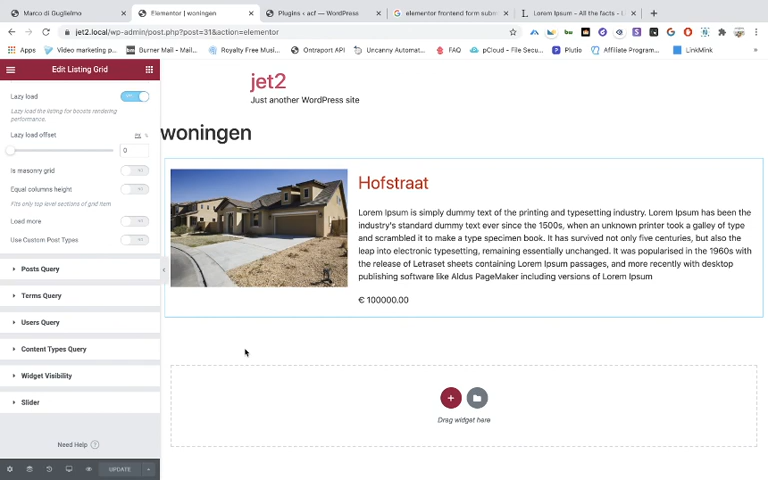 Marco di Guglielmo
Elementor | woningen
Plugins ‹ acf — WordPress
elementor frontend form subm
Lorem Ipsum - All the facts - L
jet2.local/wp-admin/post.php?post=31&action=elementor
Apps
Video marketing p...
Burner Mail - Mail...
Royalty Free Musi...
Ontraport API
Uncanny Automat...
FAQ
pCloud - File Secu...
Plutio
Affiliate Program...
LinkMink
Edit Listing Grid
Lazy load
Lazy load the listing for boosts rendering
performance.
Lazy load offset
PX
%
0
Is masonry grid
Equal columns height
Fits only top level sections of grid item
Load more
Use Custom Post Types
Posts Query
Terms Query
Users Query
Content Types Query
Widget Visibility
Slider
Need Help
UPDATE
jet2
Just another WordPress site
woningen
Hofstraat
Lorem Ipsum is simply dummy text of the printing and typesetting industry. Lorem Ipsum has been the
industry's standard dummy text ever since the 1500s, when an unknown printer took a galley of type
and scrambled it to make a type specimen book. It has survived not only five centuries, but also the
leap into electronic typesetting, remaining essentially unchanged. It was popularised in the 1960s with
the release of Letraset sheets containing Lorem Ipsum passages, and more recently with desktop
publishing software like Aldus PageMaker including versions of Lorem Ipsum
€ 100000.00
Drag widget here